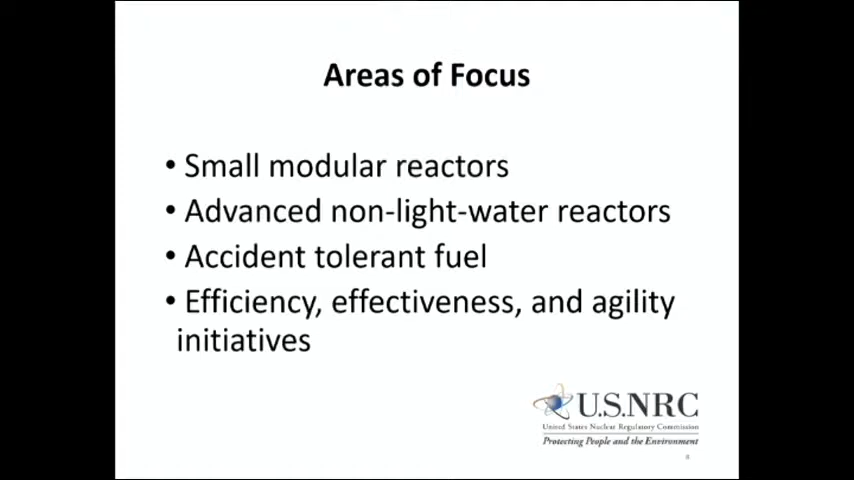 Areas of Focus
• Small modular reactors
• Advanced non-light-water reactors
• Accident tolerant fuel
• Efficiency, effectiveness, and agility
initiatives
U.S.NRC
United States Nuclear Regulatory Commission
Protecting People and the Environment
8